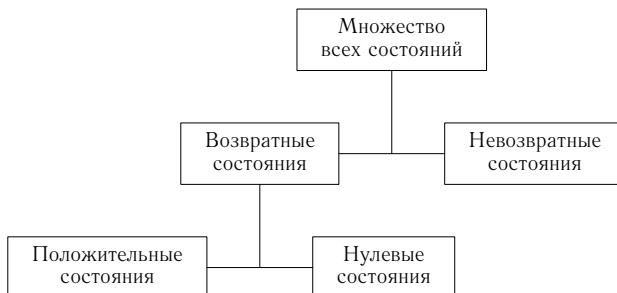 Множество
всех состояний
Возвратные
состояния
Невозвратные
состояния
Положительные
состояния
Нулевые
состояния